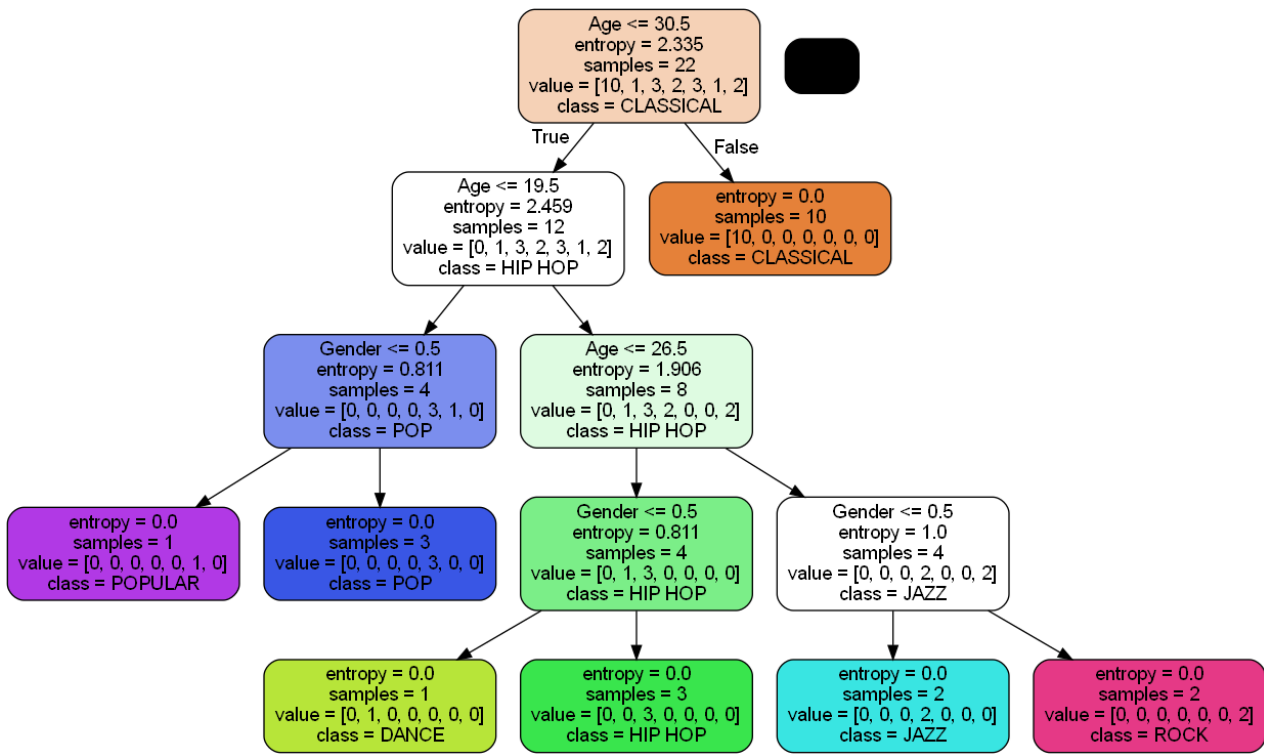 Age <= 30.5
entropy = 2.335
samples = 22
value = [10, 1, 3, 2, 3, 1, 2]
class = CLASSICAL
True
False
Age <= 19.5
entropy = 2.459
samples = 12
value = [0, 1, 3, 2, 3, 1, 2]
class = HIP HOP
entropy = 0.0
samples = 10
value = [10, 0, 0, 0, 0, 0, 0]
class = CLASSICAL
Gender <= 0.5
entropy = 0.811
samples = 4
value = [0, 0, 0, 0, 3, 1, 0]
class = POP
Age <= 26.5
entropy = 1.906
samples = 8
value = [0, 1, 3, 2, 0, 0, 2]
class = HIP HOP
entropy = 0.0
samples = 1
value = [0, 0, 0, 0, 0, 1, 0]
class = POPULAR
entropy = 0.0
samples = 3
value = [0, 0, 0, 0, 3, 0, 0]
class = POP
Gender <= 0.5
entropy = 0.811
samples = 4
value = [0, 1, 3, 0, 0, 0, 0]
class = HIP HOP
Gender <= 0.5
entropy = 1.0
samples = 4
value = [0, 0, 0, 2, 0, 0, 2]
class = JAZZ
entropy = 0.0
samples = 1
value = [0, 1, 0, 0, 0, 0, 0]
class = DANCE
entropy = 0.0
samples = 3
value = [0, 0, 3, 0, 0, 0, 0]
class = HIP HOP
entropy = 0.0
samples = 2
value = [0, 0, 0, 2, 0, 0, 0]
class = JAZZ
entropy = 0.0
samples = 2
value = [0, 0, 0, 0, 0, 0, 2]
class = ROCK